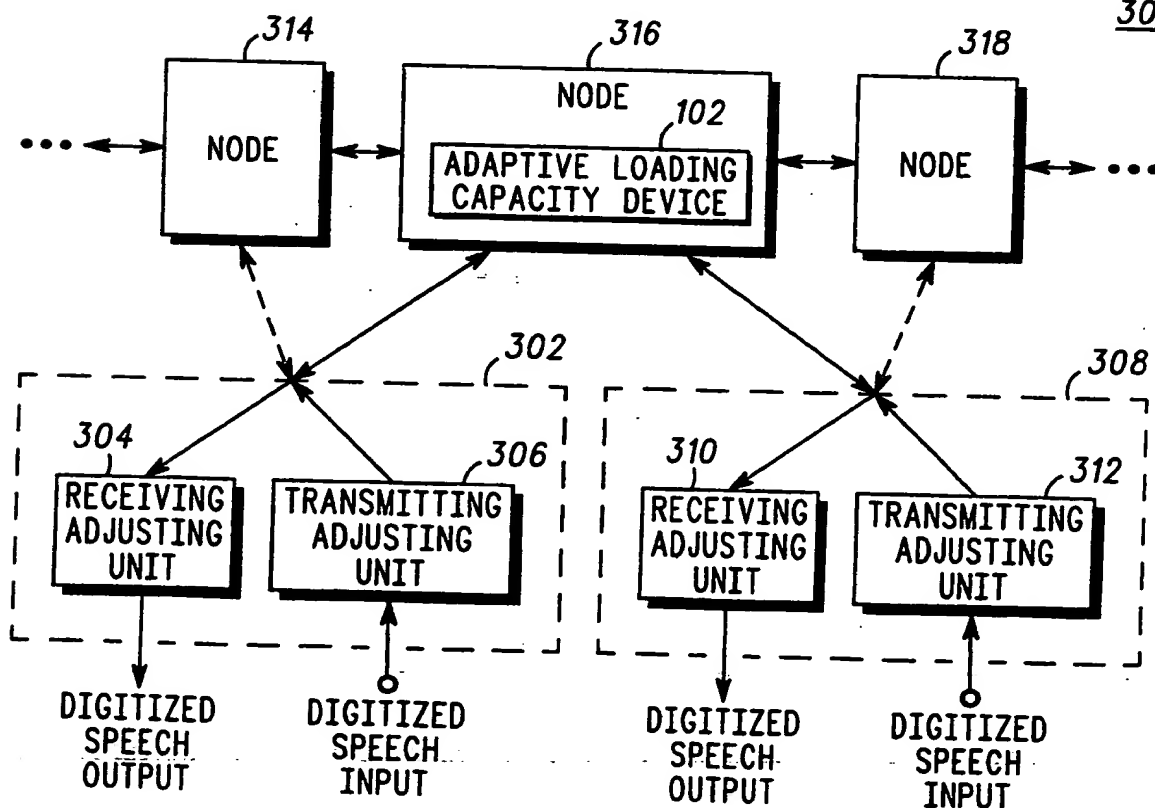 30
314
316
318
NODE
NODE
NODE
102
ADAPTIVE LOADING
CAPACITY DEVICE
302
308
304
306
310
312
RECEIVING
ADJUSTING
UNIT
TRANSMITTING
ADJUSTING
UNIT
RECEIVING
ADJUSTING
UNIT
TRANSMITTING
ADJUSTING
UNIT
DIGITIZED
SPEECH
OUTPUT
DIGITIZED
SPEECH
INPUT
DIGITIZED
SPEECH
OUTPUT
DIGITIZED
SPEECH
INPUT